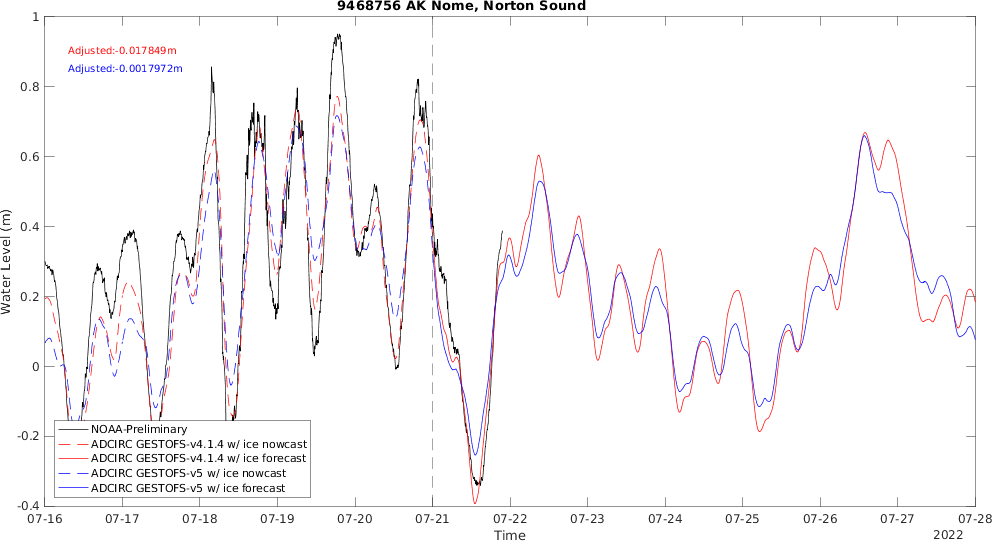 9468756 AK Nome, Norton Sound
Adjusted:-0.017849m
Adjusted:-0.0017972m
1
0.8
0.6
0.4
0.2
0
-0.2
-0.4
Water Level (m)
NOAA-Preliminary
ADCIRC GESTOFS-v4.1.4 w/ ice nowcast
ADCIRC GESTOFS-v4.1.4 w/ ice forecast
ADCIRC GESTOFS-v5 w/ ice nowcast
ADCIRC GESTOFS-v5 w/ ice forecast
07-16 07-17 07-18 07-19 07-20 07-21 07-22 07-23 07-24 07-25 07-26 07-27 07-28
Time
2022